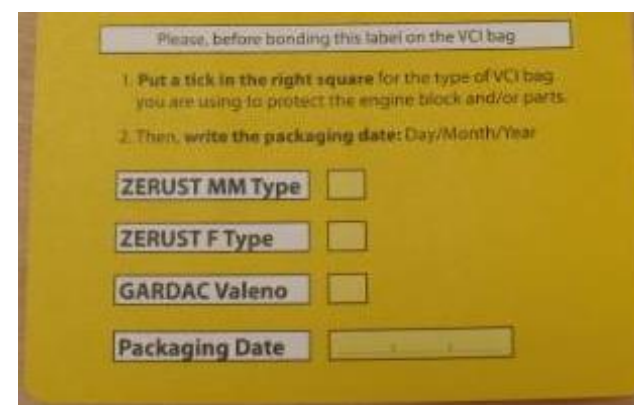 Please, before bonding this label on the VCI bag
1. Put a tick in the right square for the type of VCI bag
you are using to protect the engine block and/or parts.
2. Then, write the packaging date: Day/Month/Year
ZERUST MM Type
ZERUST F Type
GARDAC Valeno
Packaging Date